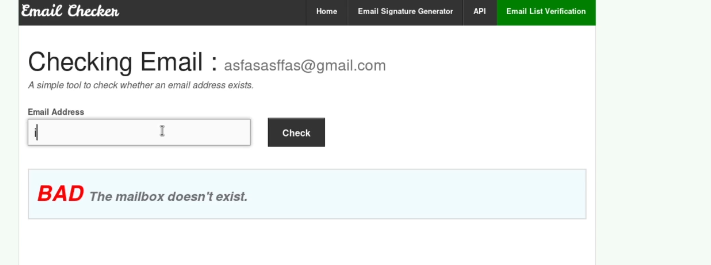 Email Checker
Home Email Signature Generator API Email List Verification
Checking Email : asfasasffas@gmail.com
A simple tool to check whether an email address exists.
Email Address
i
Check
BAD The mailbox doesn't exist.